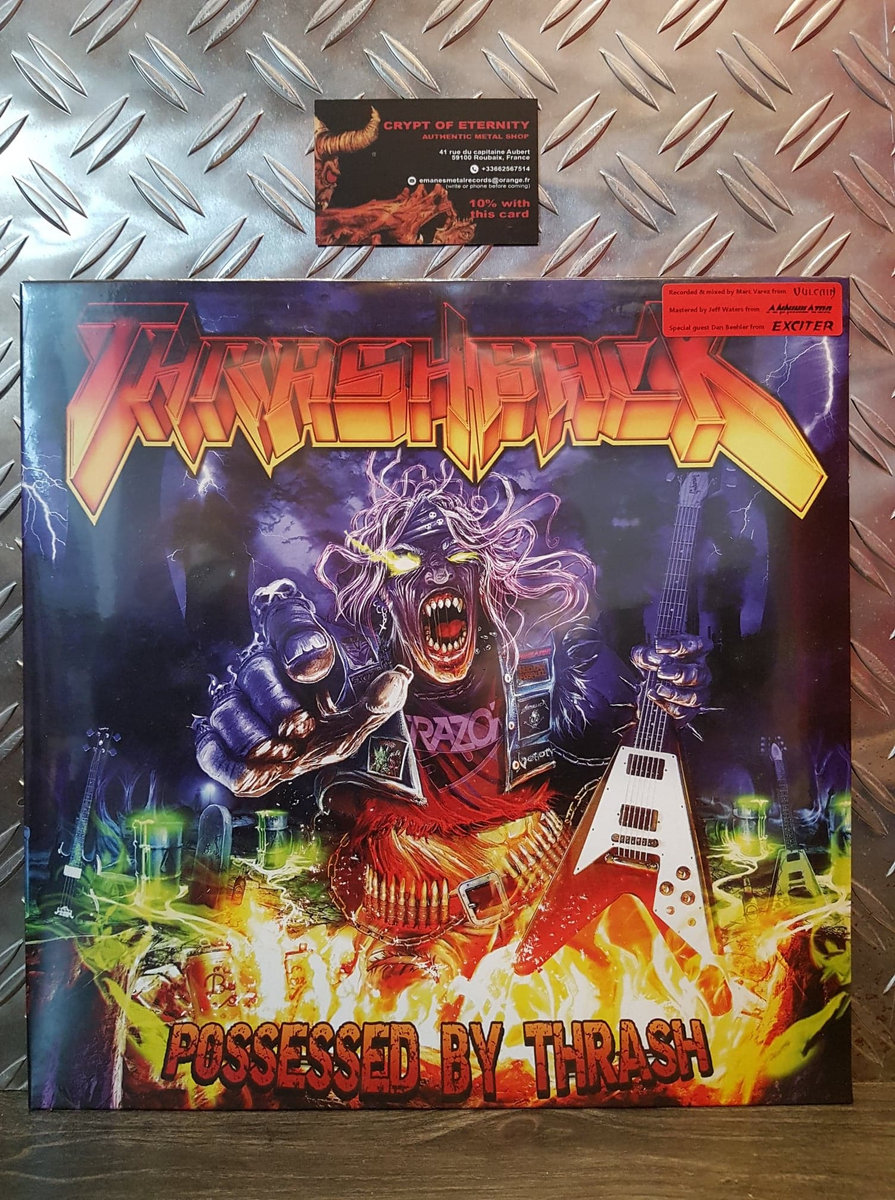 CRYPT OF ETERNITY
AUTHENTIC METAL SHOP
41 rue du capitaine Aubert
59100 Roubaix, France
+33662567514
emanesmetalrecords@orange.fr
(write or phone before coming)
10% with
this card
Recorded & mixed by Marc Varez from VULCAIN
Mastered by Jeff Waters from ANNIHILATOR
Special guest Dan Beehler from EXCITER
THRASHBACK
RAZOR
VENOM
POSSESSED BY THRASH